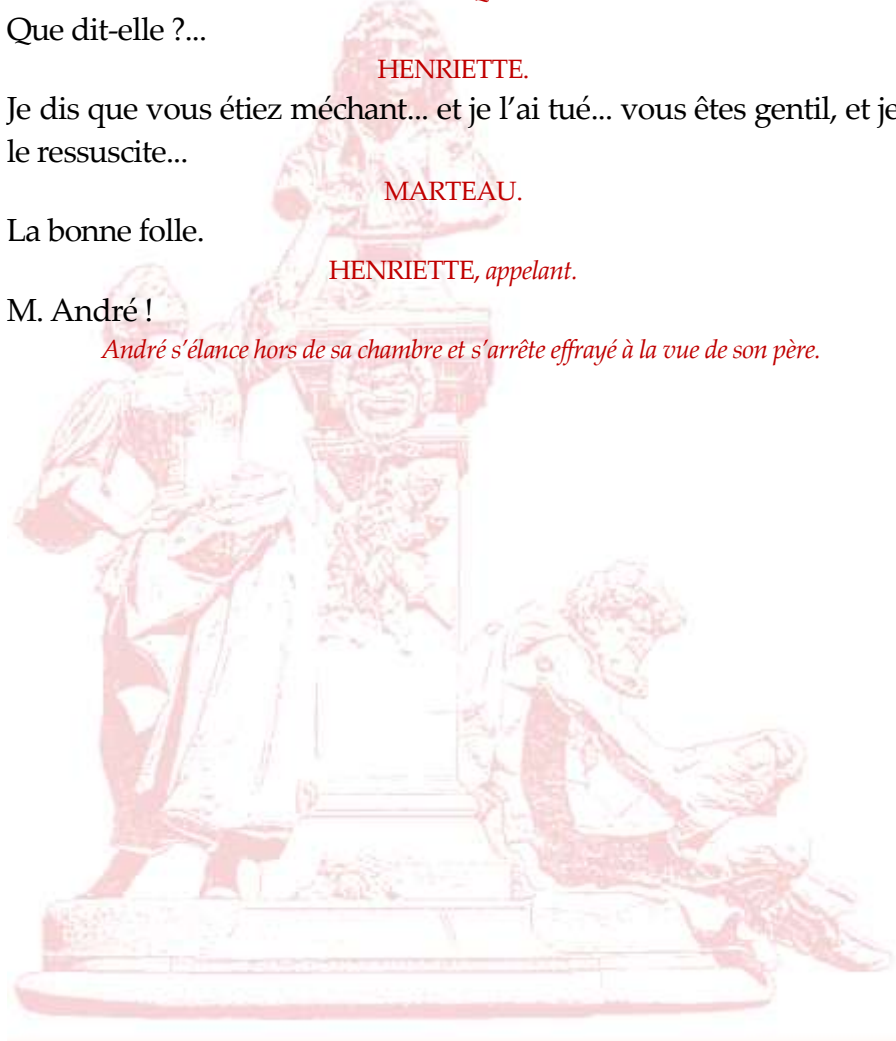 Que dit-elle ?...
HENRIETTE.
Je dis que vous étiez méchant... et je l’ai tué... vous êtes gentil, et je
le ressuscite...
MARTEAU.
La bonne folle.
HENRIETTE, appelant.
M. André !
André s’élance hors de sa chambre et s’arrête effrayé à la vue de son père.